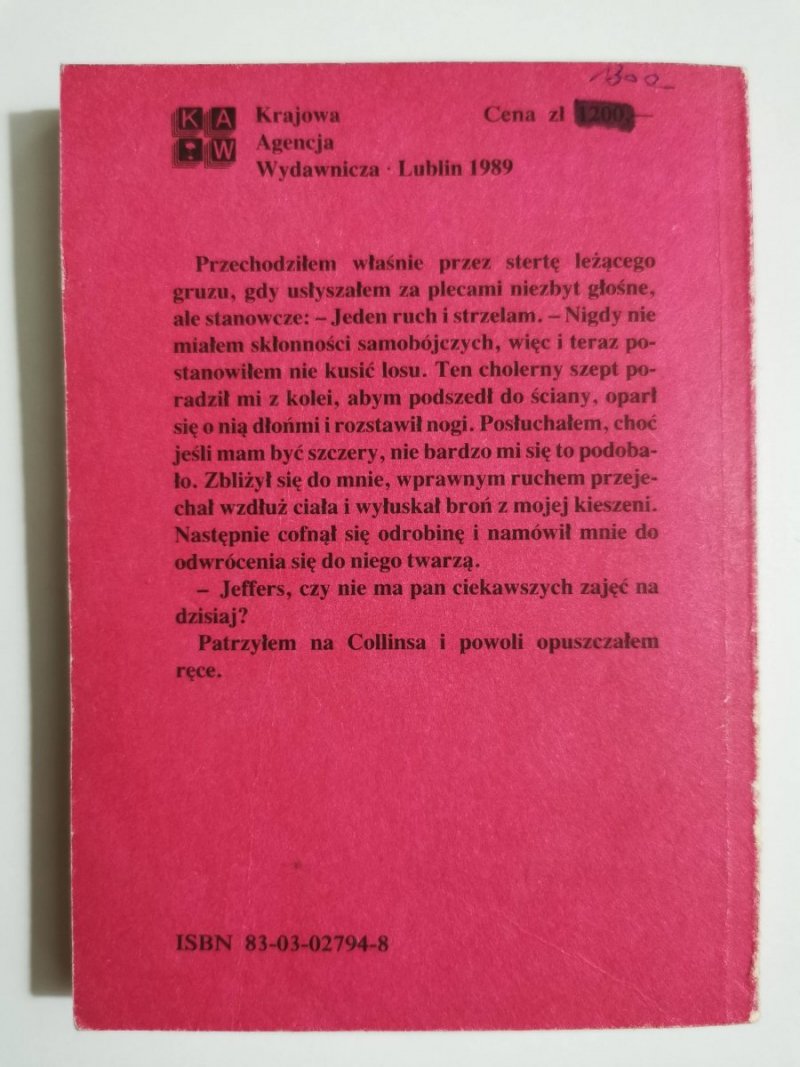 1300,-
K A W
Krajowa
Agencja
Wydawnicza · Lublin 1989
Cena zł 1200,-
Przechodziłem właśnie przez stertę leżącego
gruzu, gdy usłyszałem za plecami niezbyt głośne,
ale stanowcze: – Jeden ruch i strzelam. – Nigdy nie
miałem skłonności samobójczych, więc i teraz po-
stanowiłem nie kusić losu. Ten cholerny szept po-
radził mi z kolei, abym podszedł do ściany, oparł
się o nią dłońmi i rozstawił nogi. Posłuchałem, choć
jeśli mam być szczery, nie bardzo mi się to podoba-
ło. Zbliżył się do mnie, wprawnym ruchem przeje-
chał wzdłuż ciała i wyłuskał broń z mojej kieszeni.
Następnie cofnął się odrobinę i namówił mnie do
odwrócenia się do niego twarzą.
– Jeffers, czy nie ma pan ciekawszych zajęć na
dzisiaj?
Patrzyłem na Collinsa i powoli opuszczałem
ręce.
ISBN 83-03-02794-8